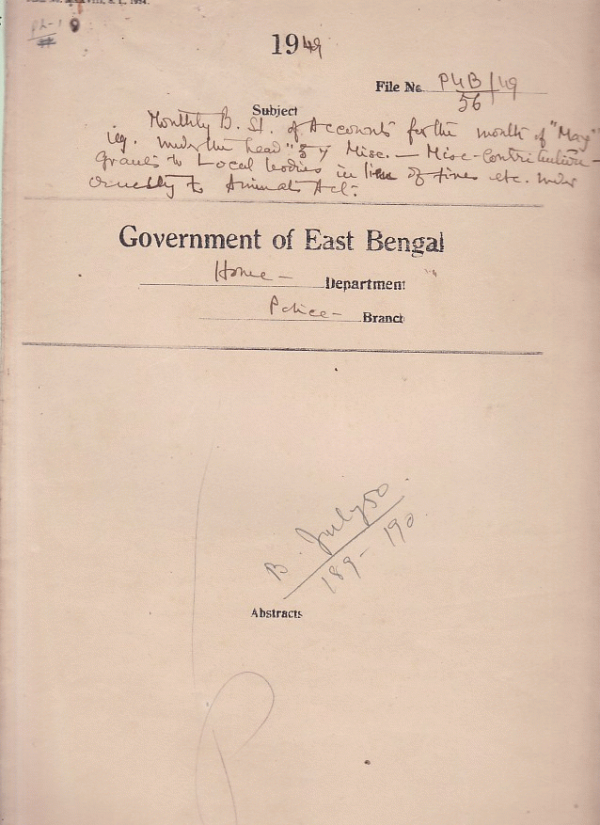 1949
File No. P4B/49
56
Subject
Monthly B. St. of Accounts for the month of "May"
under the head "57 Misc. — Misc. Contribution —
grants to Local bodies in lieu of fines etc. under
cruelty to Animals Act.
Government of East Bengal
Home — Department
Police — Branch
B. July 50
189-190
Abstracts